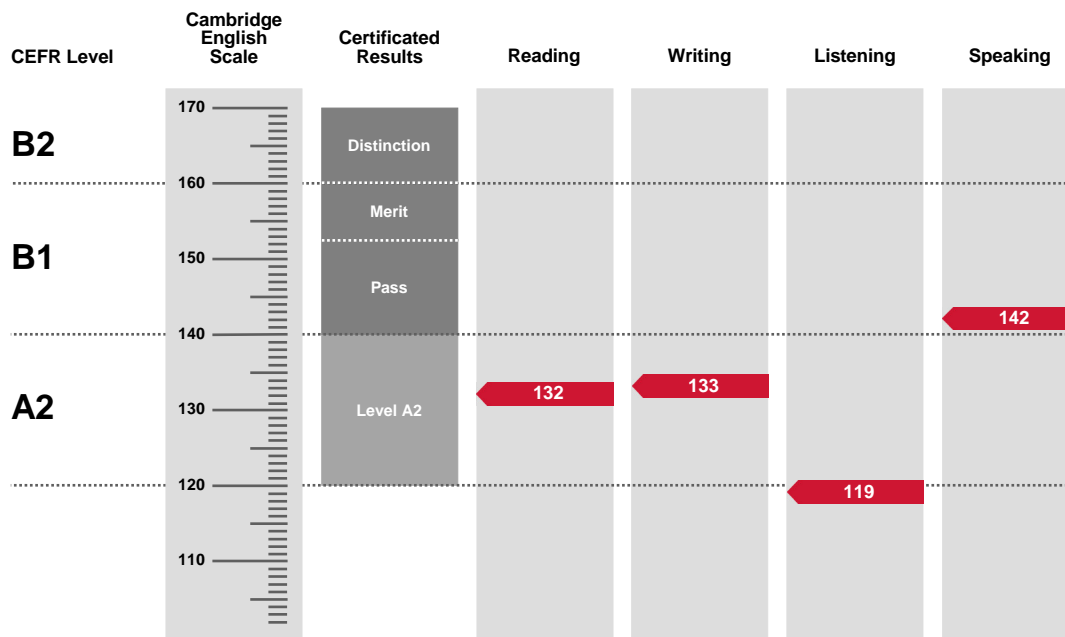 CEFR Level
Cambridge
English
Scale
Certificated
Results
Reading
Writing
Listening
Speaking
170
B2
Distinction
160
Merit
B1
150
Pass
142
140
A2
132
133
130
Level A2
120
119
110